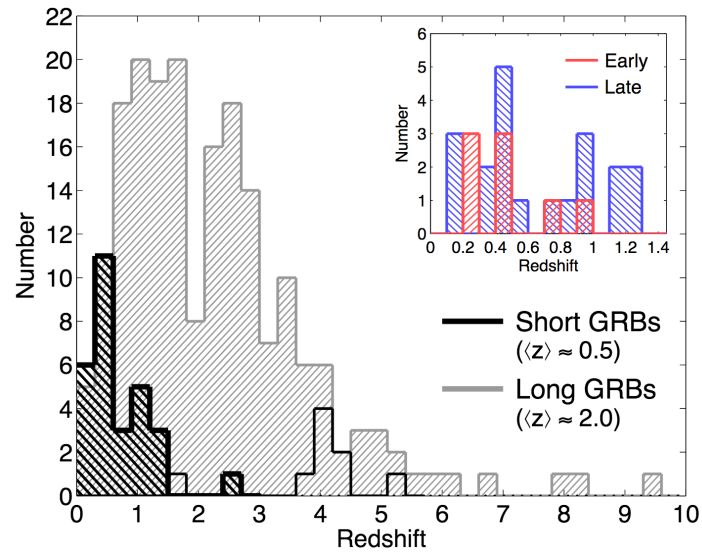 22
20
18
16
14
12
10
8
6
4
2
0
Number
0 1 2 3 4 5 6 7 8 9 10
Redshift
6
5
4
3
2
1
0
Number
0 0.2 0.4 0.6 0.8 1 1.2 1.4
Redshift
Early
Late
Short GRBs
(⟨z⟩ ≈ 0.5)
Long GRBs
(⟨z⟩ ≈ 2.0)